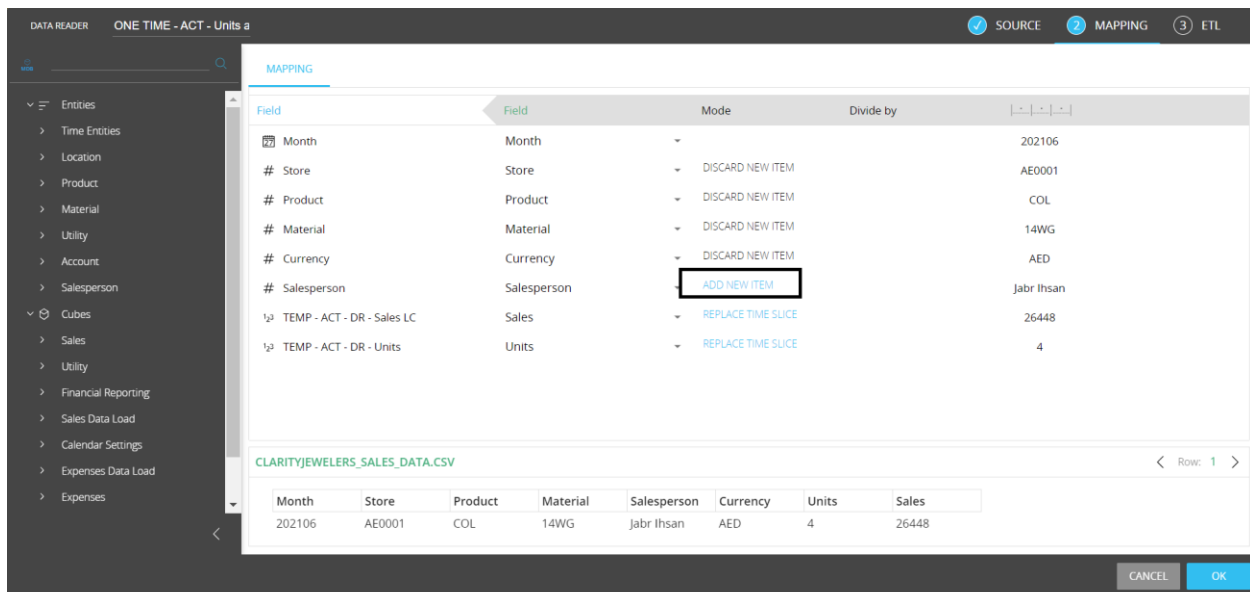 DATA READER ONE TIME - ACT - Units a SOURCE 2 MAPPING 3 ETL
MAPPING
Entities
Time Entities
Location
Product
Material
Utility
Account
Salesperson
Cubes
Sales
Utility
Financial Reporting
Sales Data Load
Calendar Settings
Expenses Data Load
Expenses
Field Field Mode Divide by
27 Month Month 202106
# Store Store DISCARD NEW ITEM AE0001
# Product Product DISCARD NEW ITEM COL
# Material Material DISCARD NEW ITEM 14WG
# Currency Currency DISCARD NEW ITEM AED
# Salesperson Salesperson ADD NEW ITEM Jabr Ihsan
123 TEMP - ACT - DR - Sales LC Sales REPLACE TIME SLICE 26448
123 TEMP - ACT - DR - Units Units REPLACE TIME SLICE 4
CLARITYJEWELERS_SALES_DATA.CSV Row: 1
Month Store Product Material Salesperson Currency Units Sales
202106 AE0001 COL 14WG Jabr Ihsan AED 4 26448
CANCEL OK